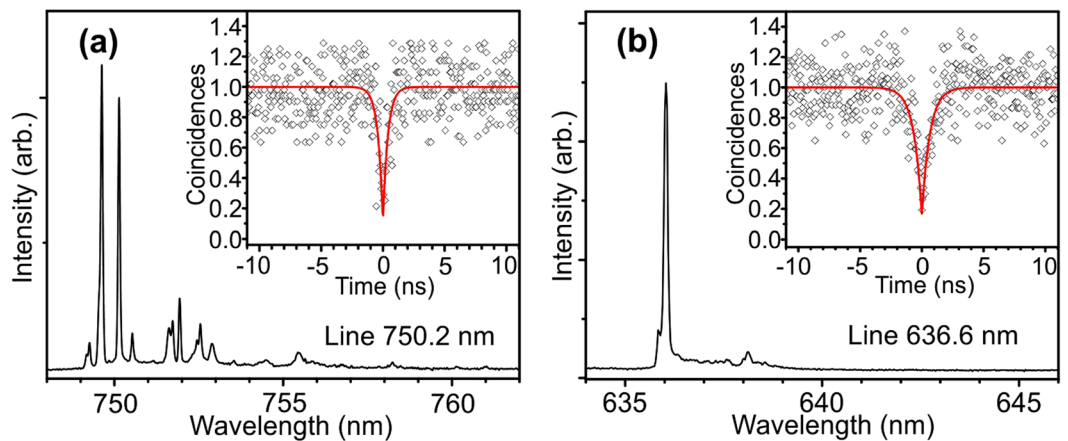 (a)
Intensity (arb.)
Coincidences
1.4
1.2
1.0
0.8
0.6
0.4
0.2
0.0
-10 -5 0 5 10
Time (ns)
Line 750.2 nm
750 755 760
Wavelength (nm)
(b)
Intensity (arb.)
Coincidences
1.4
1.2
1.0
0.8
0.6
0.4
0.2
0.0
-10 -5 0 5 10
Time (ns)
Line 636.6 nm
635 640 645
Wavelength (nm)